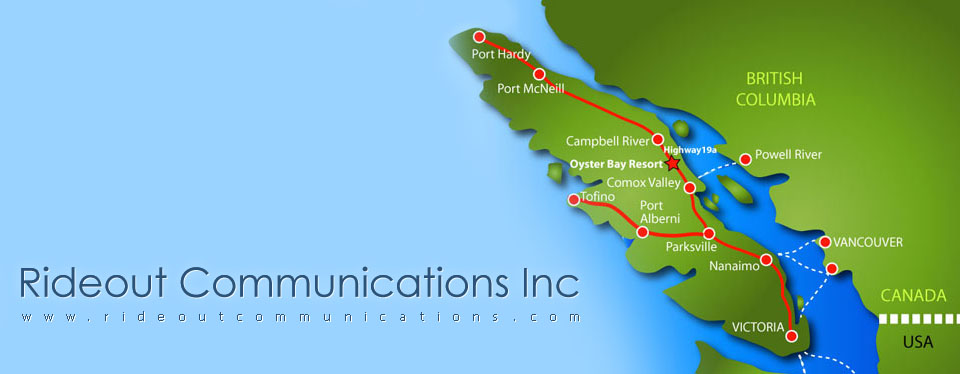 Port Hardy
Port McNeill
BRITISH
COLUMBIA
Campbell River
Highway19a
Powell River
Oyster Bay Resort
Comox Valley
Tofino
Port
Alberni
Parksville
VANCOUVER
Nanaimo
Rideout Communications Inc
www.rideoutcommunications.com
CANADA
VICTORIA
USA